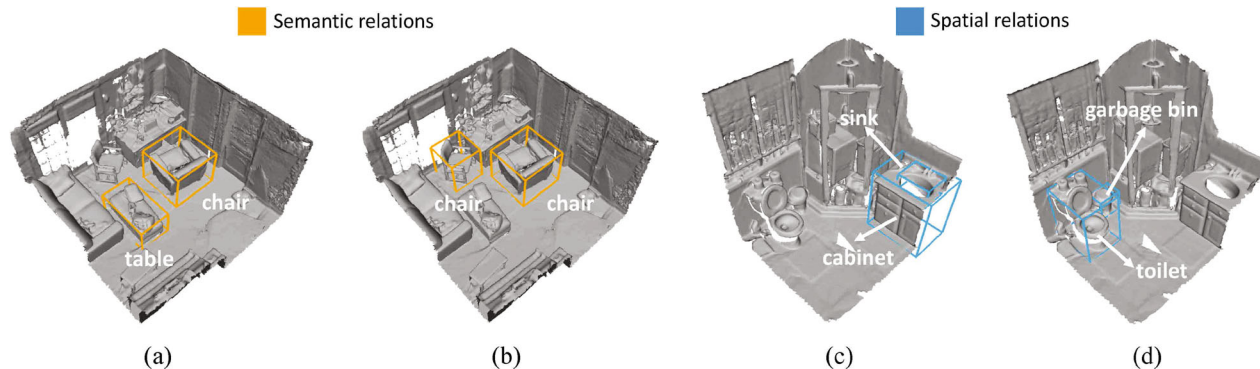 Semantic relations
Spatial relations
chair
table
chair
chair
sink
cabinet
garbage bin
toilet
(a)
(b)
(c)
(d)